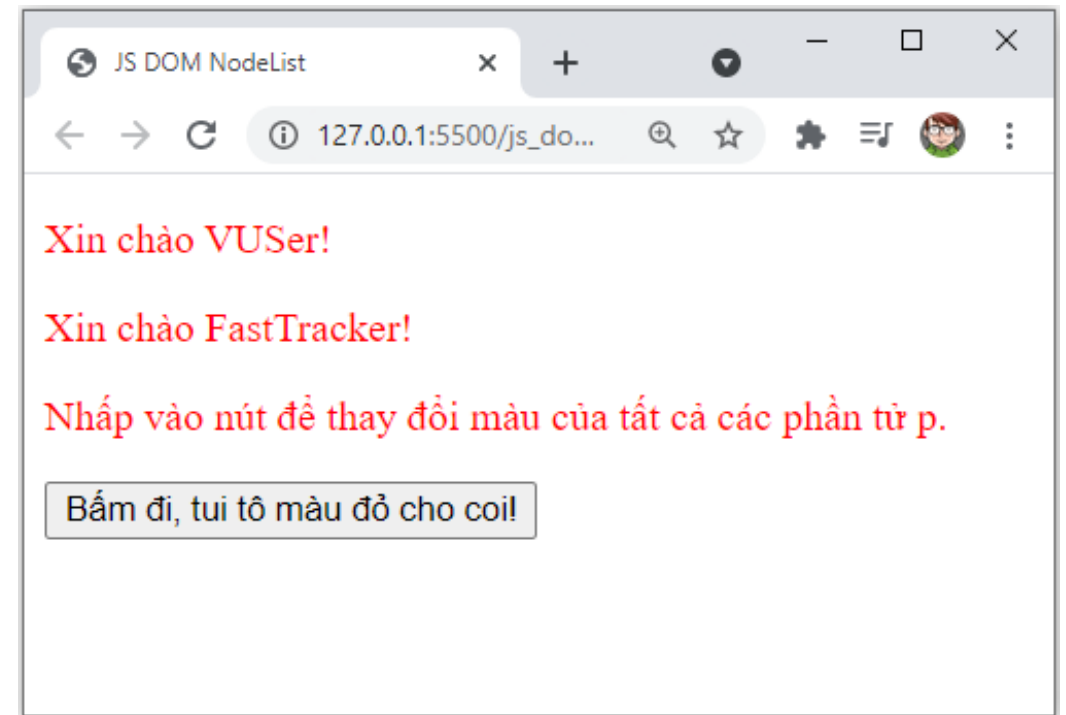 JS DOM NodeList
127.0.0.1:5500/js_do...
Xin chào VUSer!
Xin chào FastTracker!
Nhấp vào nút để thay đổi màu của tất cả các phần tử p.
Bấm đi, tui tô màu đỏ cho coi!